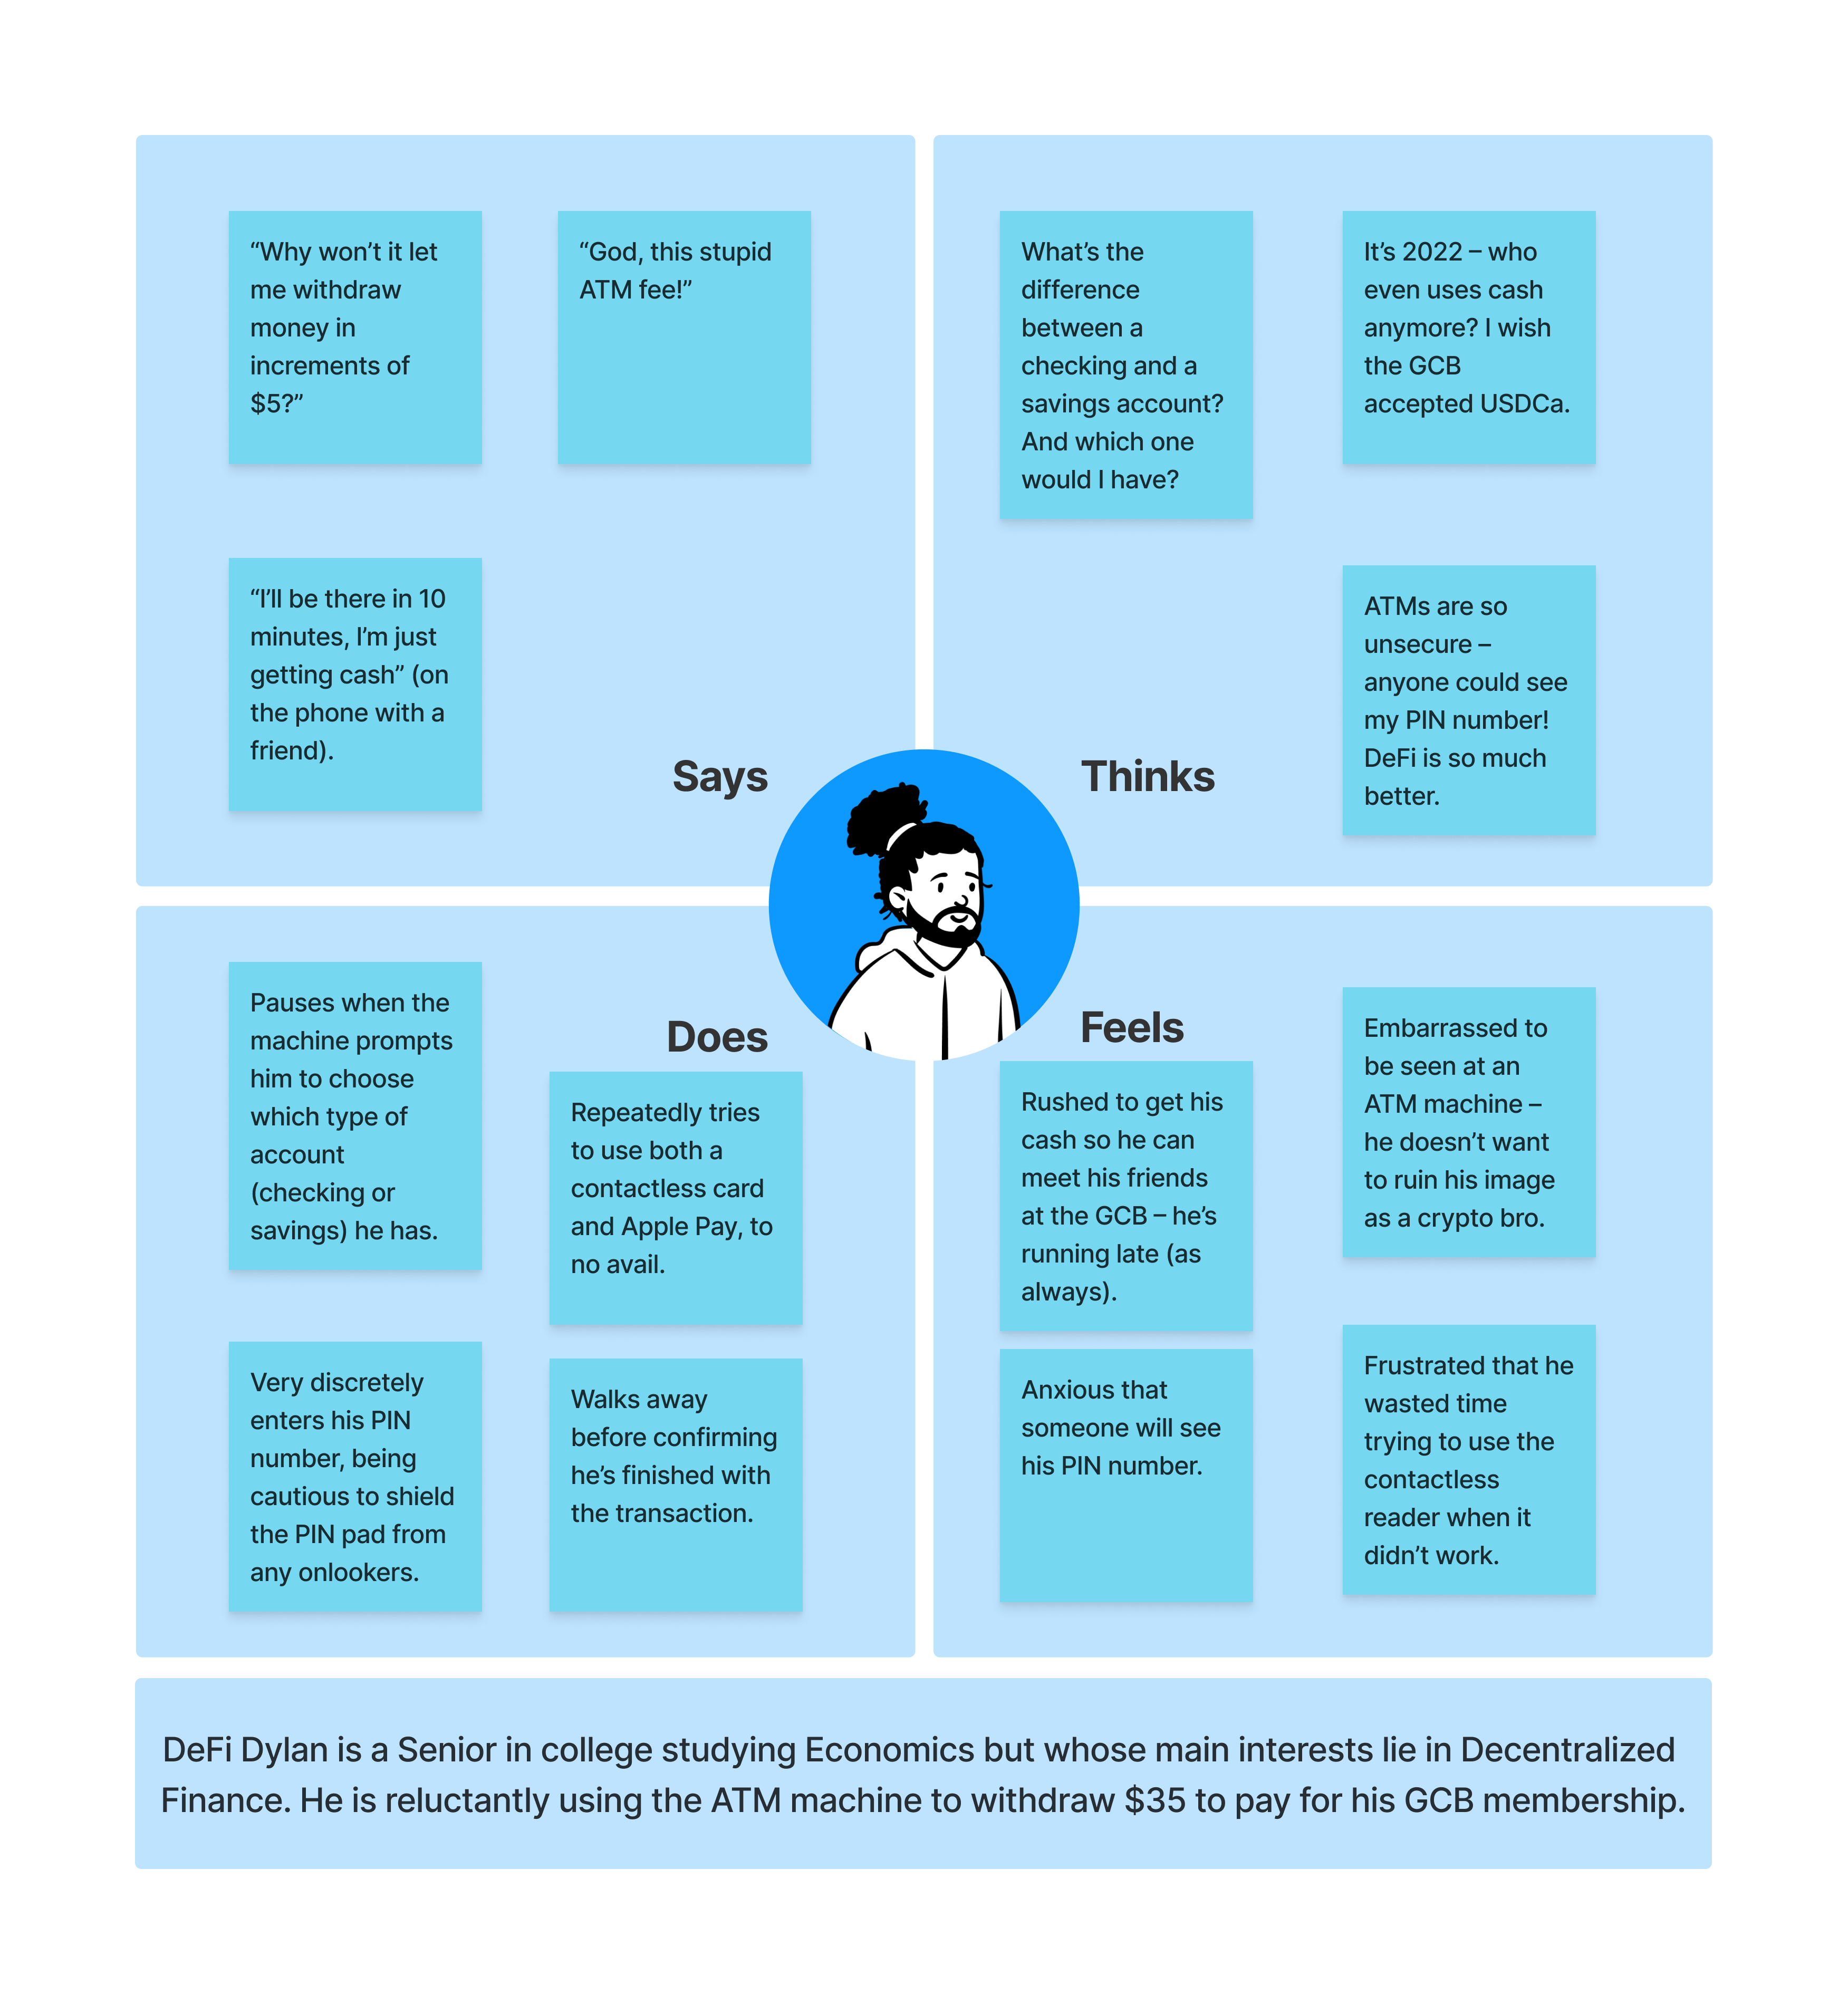 “Why won’t it let
me withdraw
money in
increments of
$5?”
“God, this stupid
ATM fee!”
“I’ll be there in 10
minutes, I’m just
getting cash” (on
the phone with a
friend).
Says
What’s the
difference
between a
checking and a
savings account?
And which one
would I have?
It’s 2022 – who
even uses cash
anymore? I wish
the GCB
accepted USDCa.
ATMs are so
unsecure –
anyone could see
my PIN number!
DeFi is so much
better.
Thinks
Pauses when the
machine prompts
him to choose
which type of
account
(checking or
savings) he has.
Does
Repeatedly tries
to use both a
contactless card
and Apple Pay, to
no avail.
Very discretely
enters his PIN
number, being
cautious to shield
the PIN pad from
any onlookers.
Walks away
before confirming
he’s finished with
the transaction.
Feels
Rushed to get his
cash so he can
meet his friends
at the GCB – he’s
running late (as
always).
Embarrassed to
be seen at an
ATM machine –
he doesn’t want
to ruin his image
as a crypto bro.
Anxious that
someone will see
his PIN number.
Frustrated that he
wasted time
trying to use the
contactless
reader when it
didn’t work.
DeFi Dylan is a Senior in college studying Economics but whose main interests lie in Decentralized
Finance. He is reluctantly using the ATM machine to withdraw $35 to pay for his GCB membership.